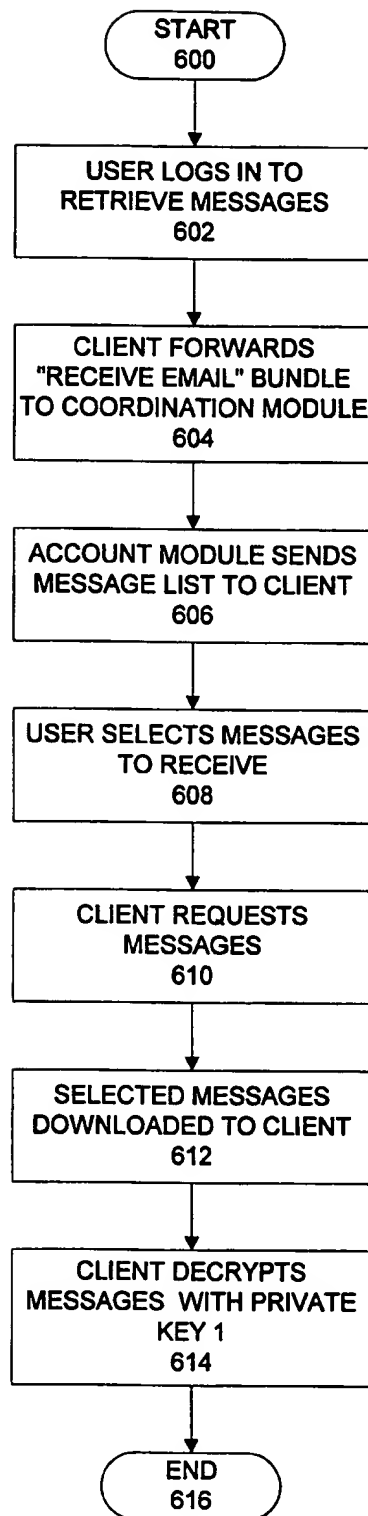 START
600
USER LOGS IN TO
RETRIEVE MESSAGES
602
CLIENT FORWARDS
"RECEIVE EMAIL" BUNDLE
TO COORDINATION MODULE
604
ACCOUNT MODULE SENDS
MESSAGE LIST TO CLIENT
606
USER SELECTS MESSAGES
TO RECEIVE
608
CLIENT REQUESTS
MESSAGES
610
SELECTED MESSAGES
DOWNLOADED TO CLIENT
612
CLIENT DECRYPTS
MESSAGES WITH PRIVATE
KEY 1
614
END
616